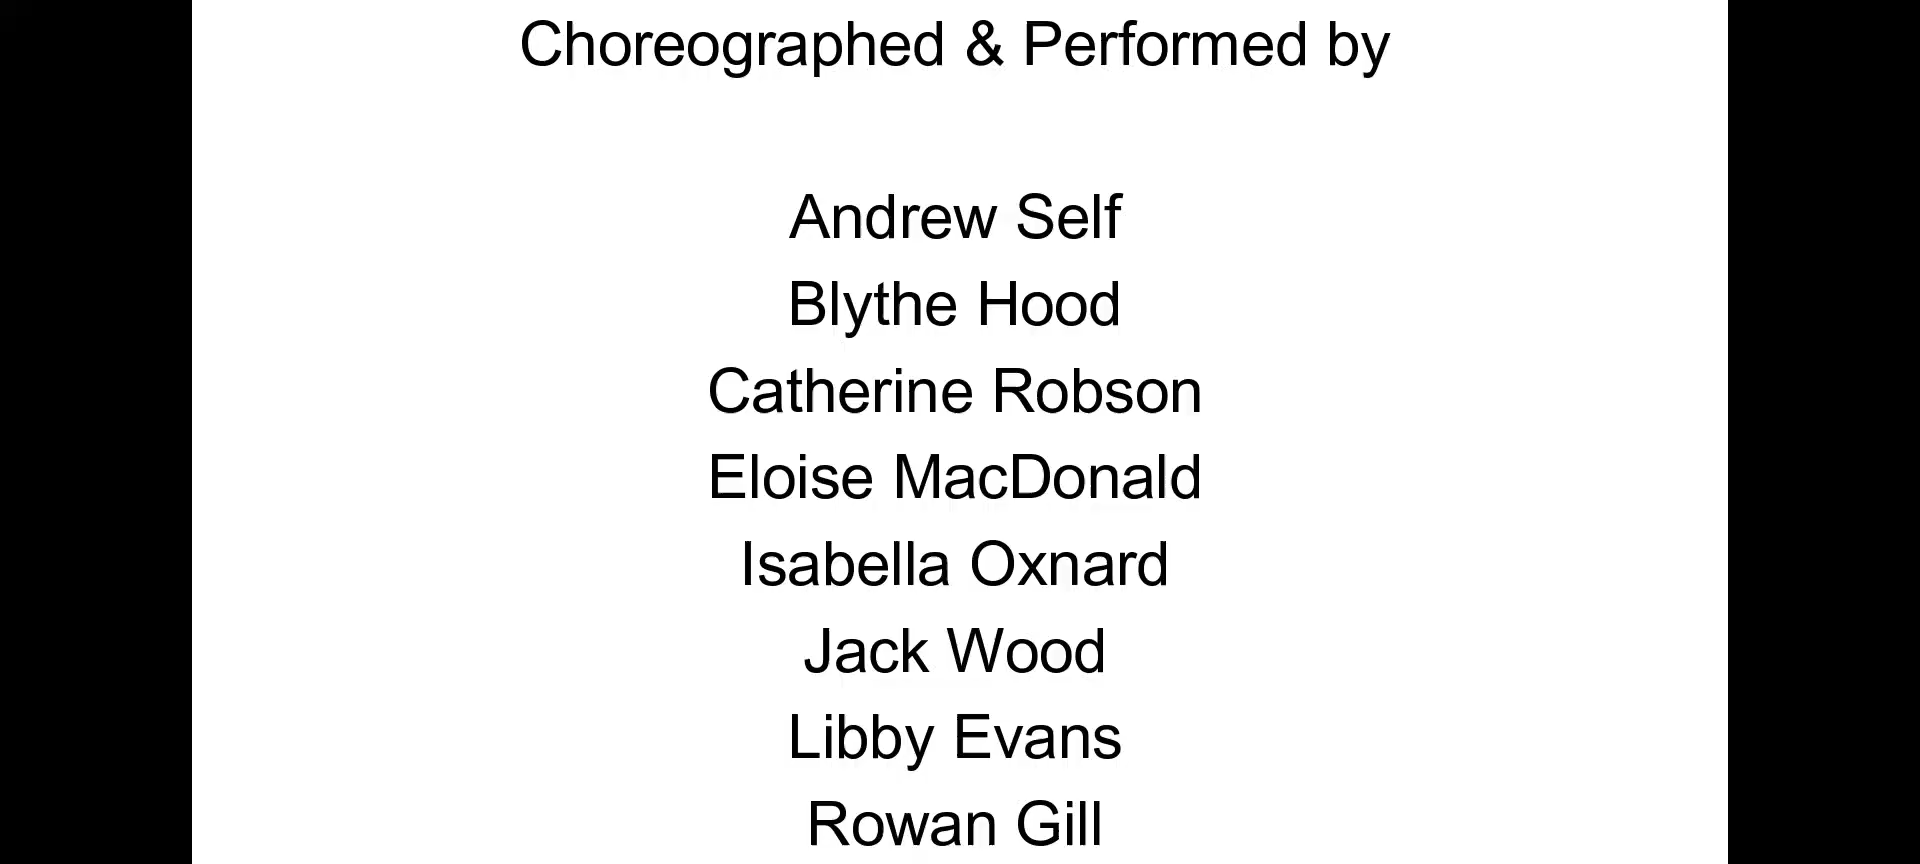 Choreographed & Performed by
Andrew Self
Blythe Hood
Catherine Robson
Eloise MacDonald
Isabella Oxnard
Jack Wood
Libby Evans
Rowan Gill